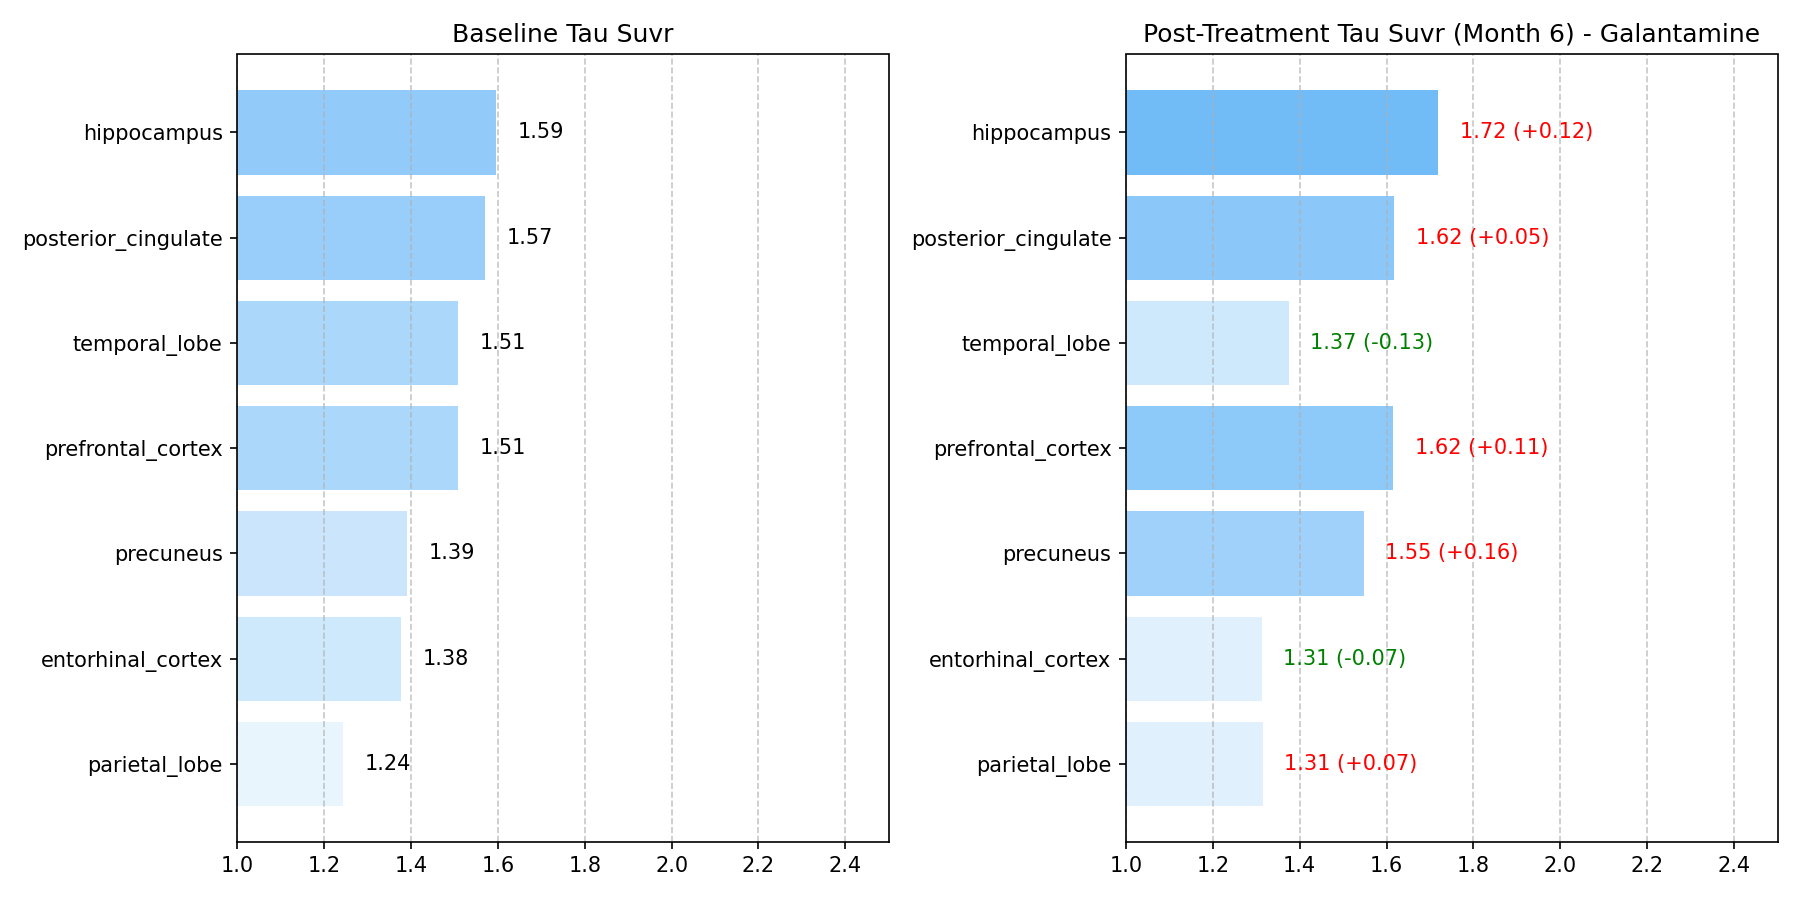 Baseline Tau Suvr
hippocampus
1.59
posterior_cingulate
1.57
temporal_lobe
1.51
prefrontal_cortex
1.51
precuneus
1.39
entorhinal_cortex
1.38
parietal_lobe
1.24
1.0 1.2 1.4 1.6 1.8 2.0 2.2 2.4
Post-Treatment Tau Suvr (Month 6) - Galantamine
hippocampus
1.72 (+0.12)
posterior_cingulate
1.62 (+0.05)
temporal_lobe
1.37 (-0.13)
prefrontal_cortex
1.62 (+0.11)
precuneus
1.55 (+0.16)
entorhinal_cortex
1.31 (-0.07)
parietal_lobe
1.31 (+0.07)
1.0 1.2 1.4 1.6 1.8 2.0 2.2 2.4